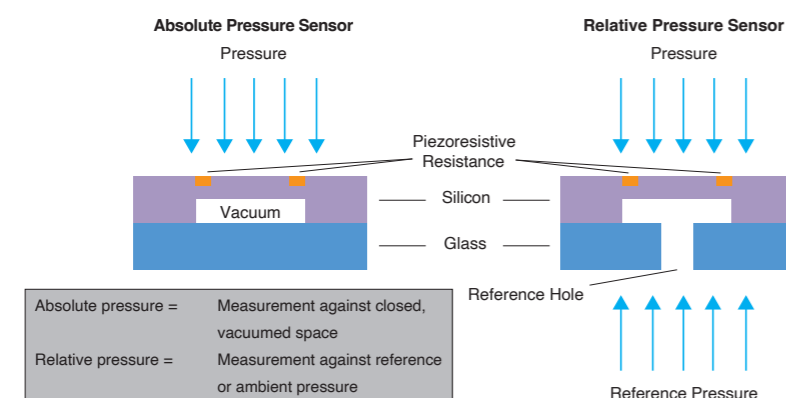 Absolute Pressure Sensor
Pressure
Relative Pressure Sensor
Pressure
Piezoresistive
Resistance
Silicon
Vacuum
Glass
Reference Hole
Absolute pressure = Measurement against closed,
vacuumed space
Relative pressure = Measurement against reference
or ambient pressure
Reference Pressure